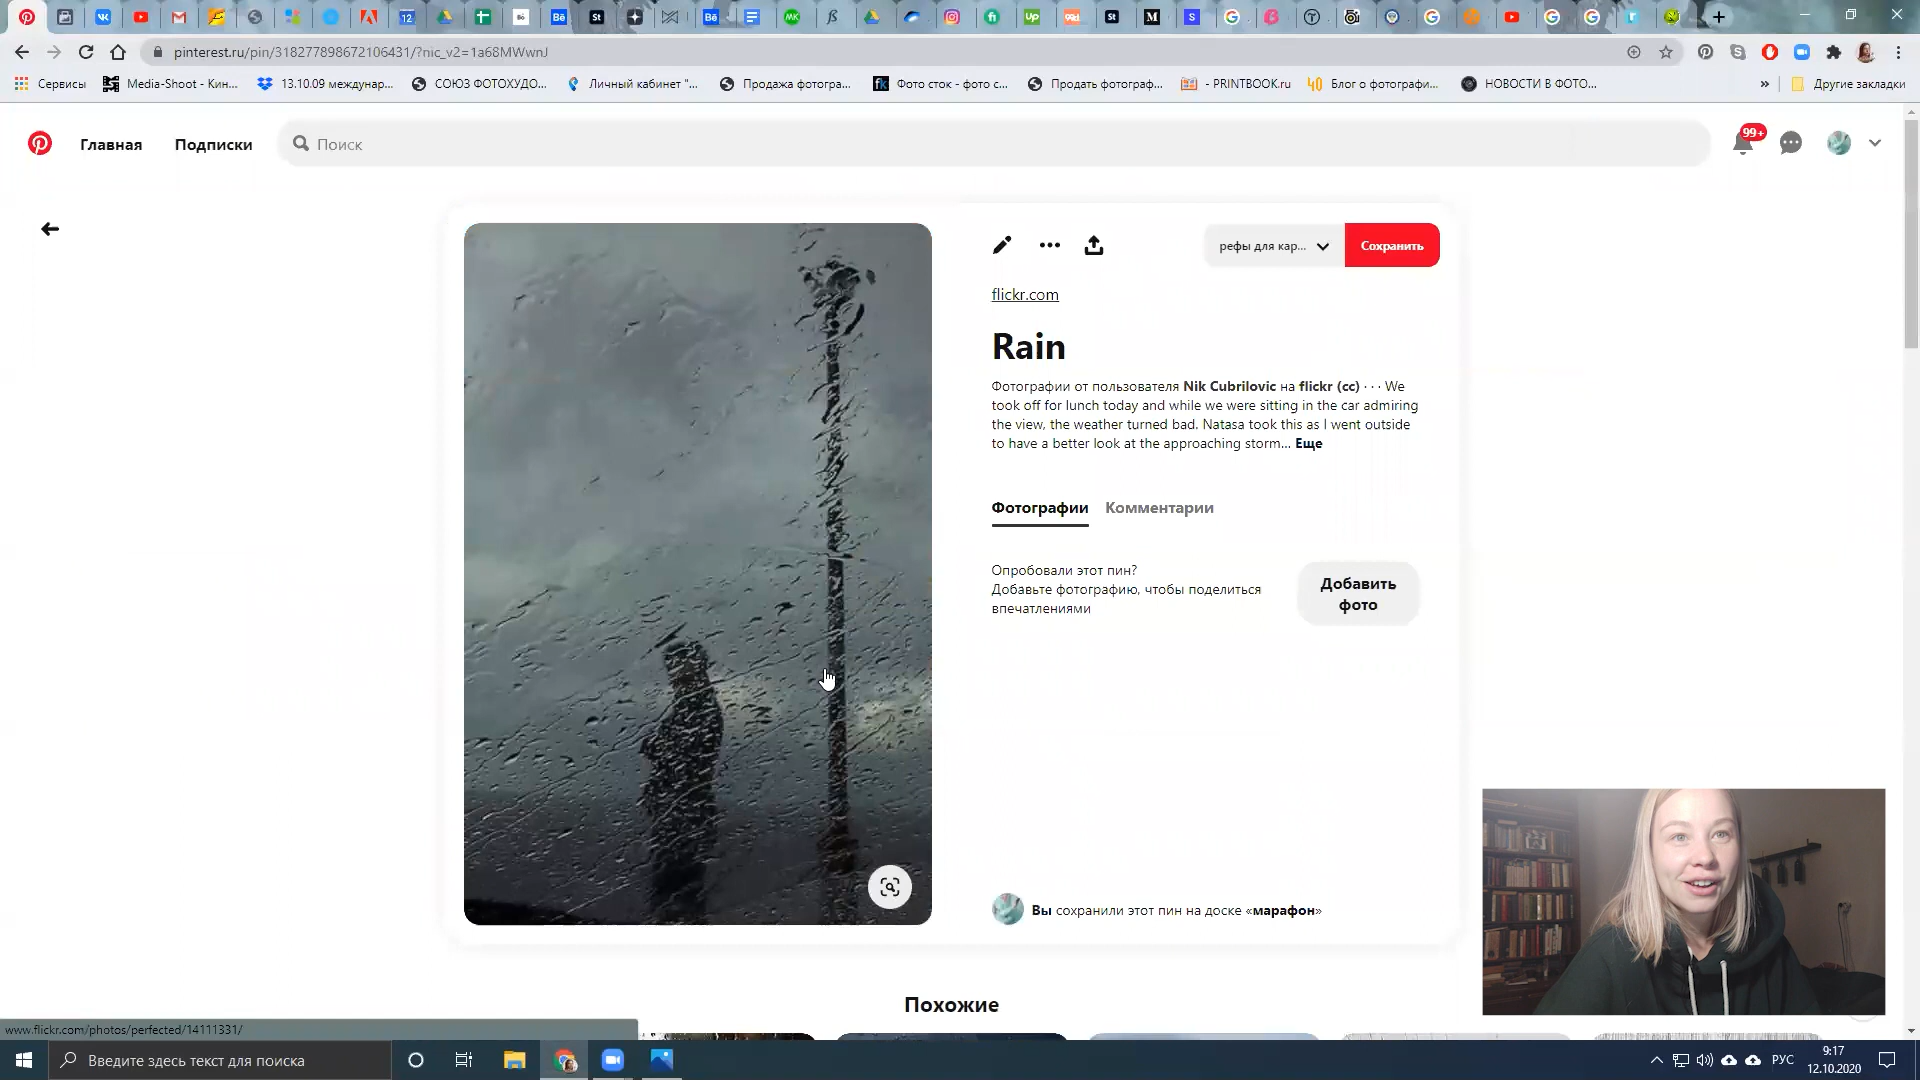 pinterest.ru/pin/318277898672106431/?nic_v2=1a68MWwnJ
Сервисы
Media-Shoot - Кин...
13.10.09 междунар...
СОЮЗ ФОТОХУДО...
Личный кабинет "...
Продажа фотогра...
Фото сток - фото с...
Продать фотограф...
- PRINTBOOK.ru
Блог о фотографи...
НОВОСТИ В ФОТО...
»
Другие закладки
Главная
Подписки
Поиск
99+
рефы для кар...
Сохранить
flickr.com
Rain
Фотографии от пользователя Nik Cubrilovic на flickr (cc) · · · We
took off for lunch today and while we were sitting in the car admiring
the view, the weather turned bad. Natasa took this as I went outside
to have a better look at the approaching storm... Еще
Фотографии
Комментарии
Опробовали этот пин?
Добавьте фотографию, чтобы поделиться
впечатлениями
Добавить
фото
Вы сохранили этот пин на доске «марафон»
Похожие
www.flickr.com/photos/perfected/14111331/
Введите здесь текст для поиска
РУС
9:17
12.10.2020